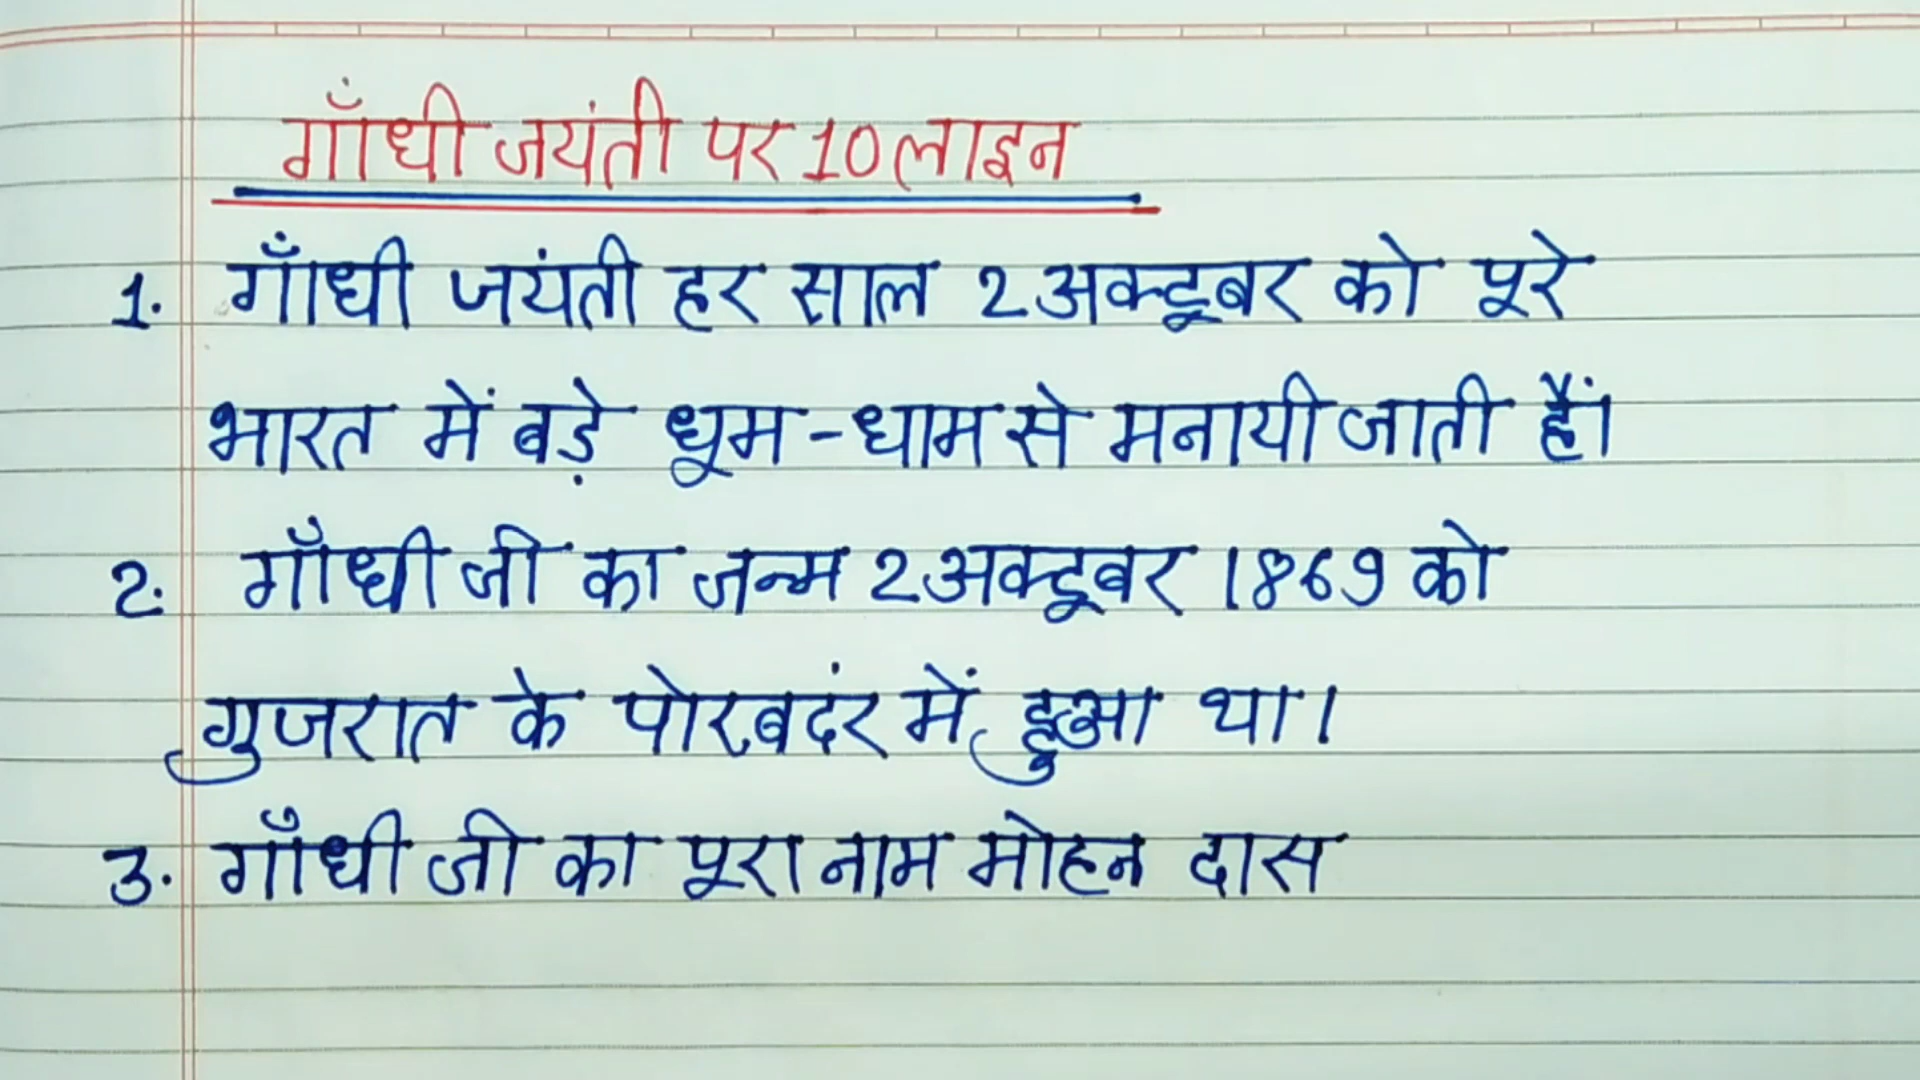 गाँधी जयंती पर 10 लाइन
1. गाँधी जयंती हर साल 2 अक्टूबर को पूरे
भारत में बड़े धूम-धाम से मनायी जाती हैं।
2. गाँधी जी का जन्म 2 अक्टूबर 1869 को
गुजरात के पोरबदंर में हुआ था।
3. गाँधी जी का पूरा नाम मोहन दास